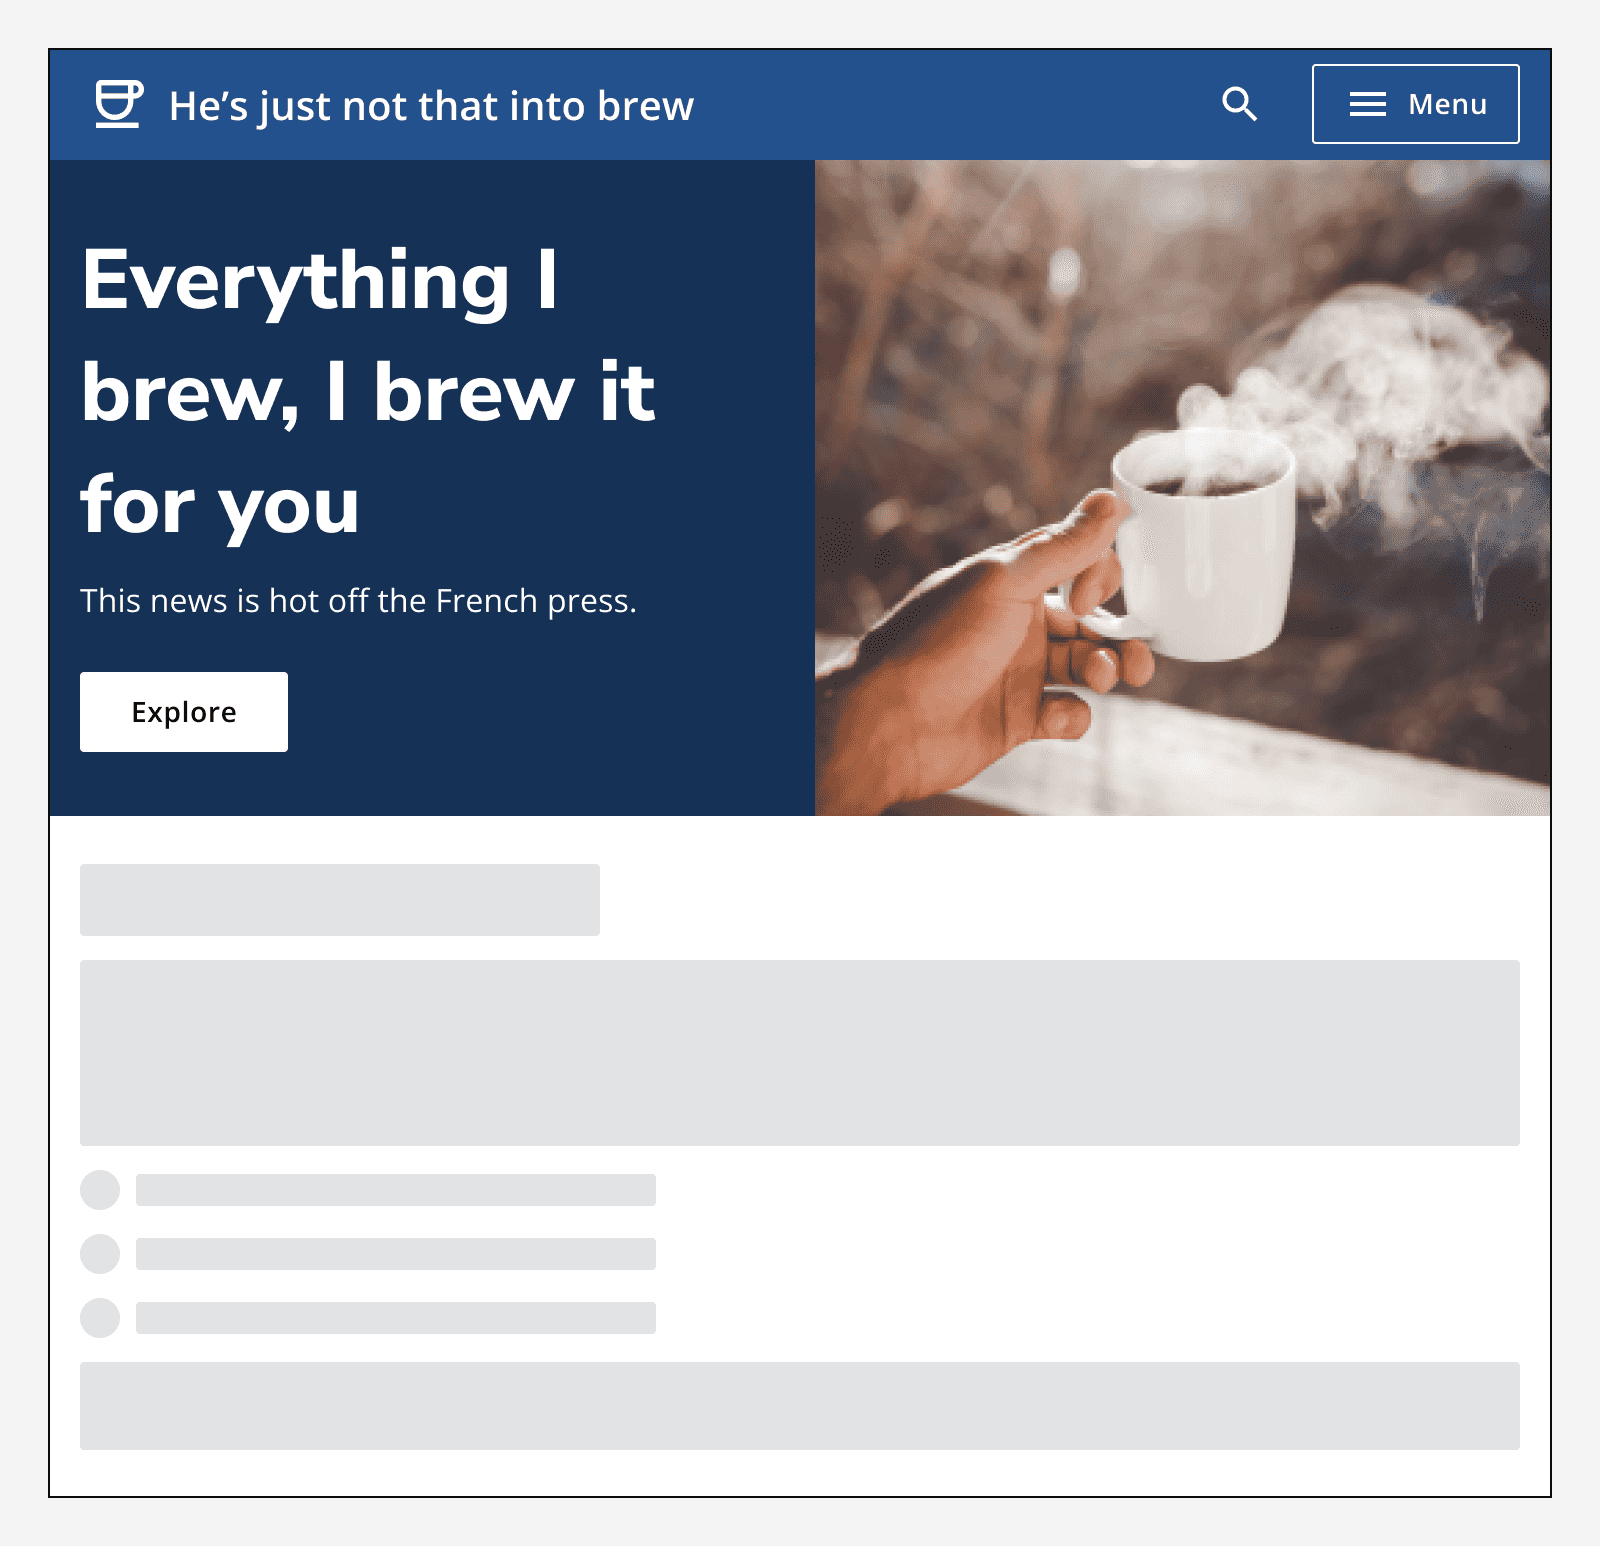 He’s just not that into brew
Menu
Everything I
brew, I brew it
for you
This news is hot off the French press.
Explore